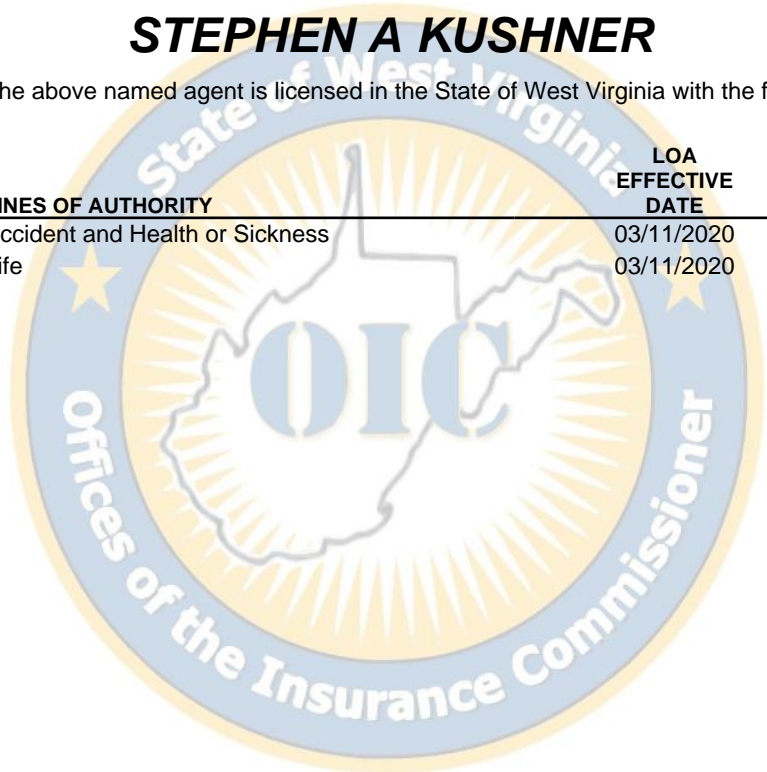 STEPHEN A KUSHNER
he above named agent is licensed in the State of West Virginia with the f
LOA
EFFECTIVE
INES OF AUTHORITY DATE
ccident and Health or Sickness 03/11/2020
ife 03/11/2020
State of West Virginia
OIC
Offices of the Insurance Commissioner